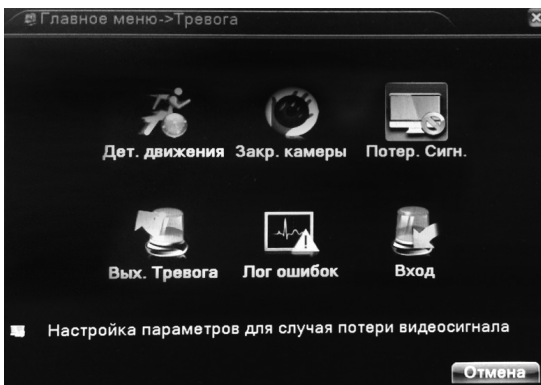 Главное меню->Тревога
Дет. движения Закр. камеры Потер. Сигн.
Вых. Тревога Лог ошибок Вход
Настройка параметров для случая потери видеосигнала
Отмена